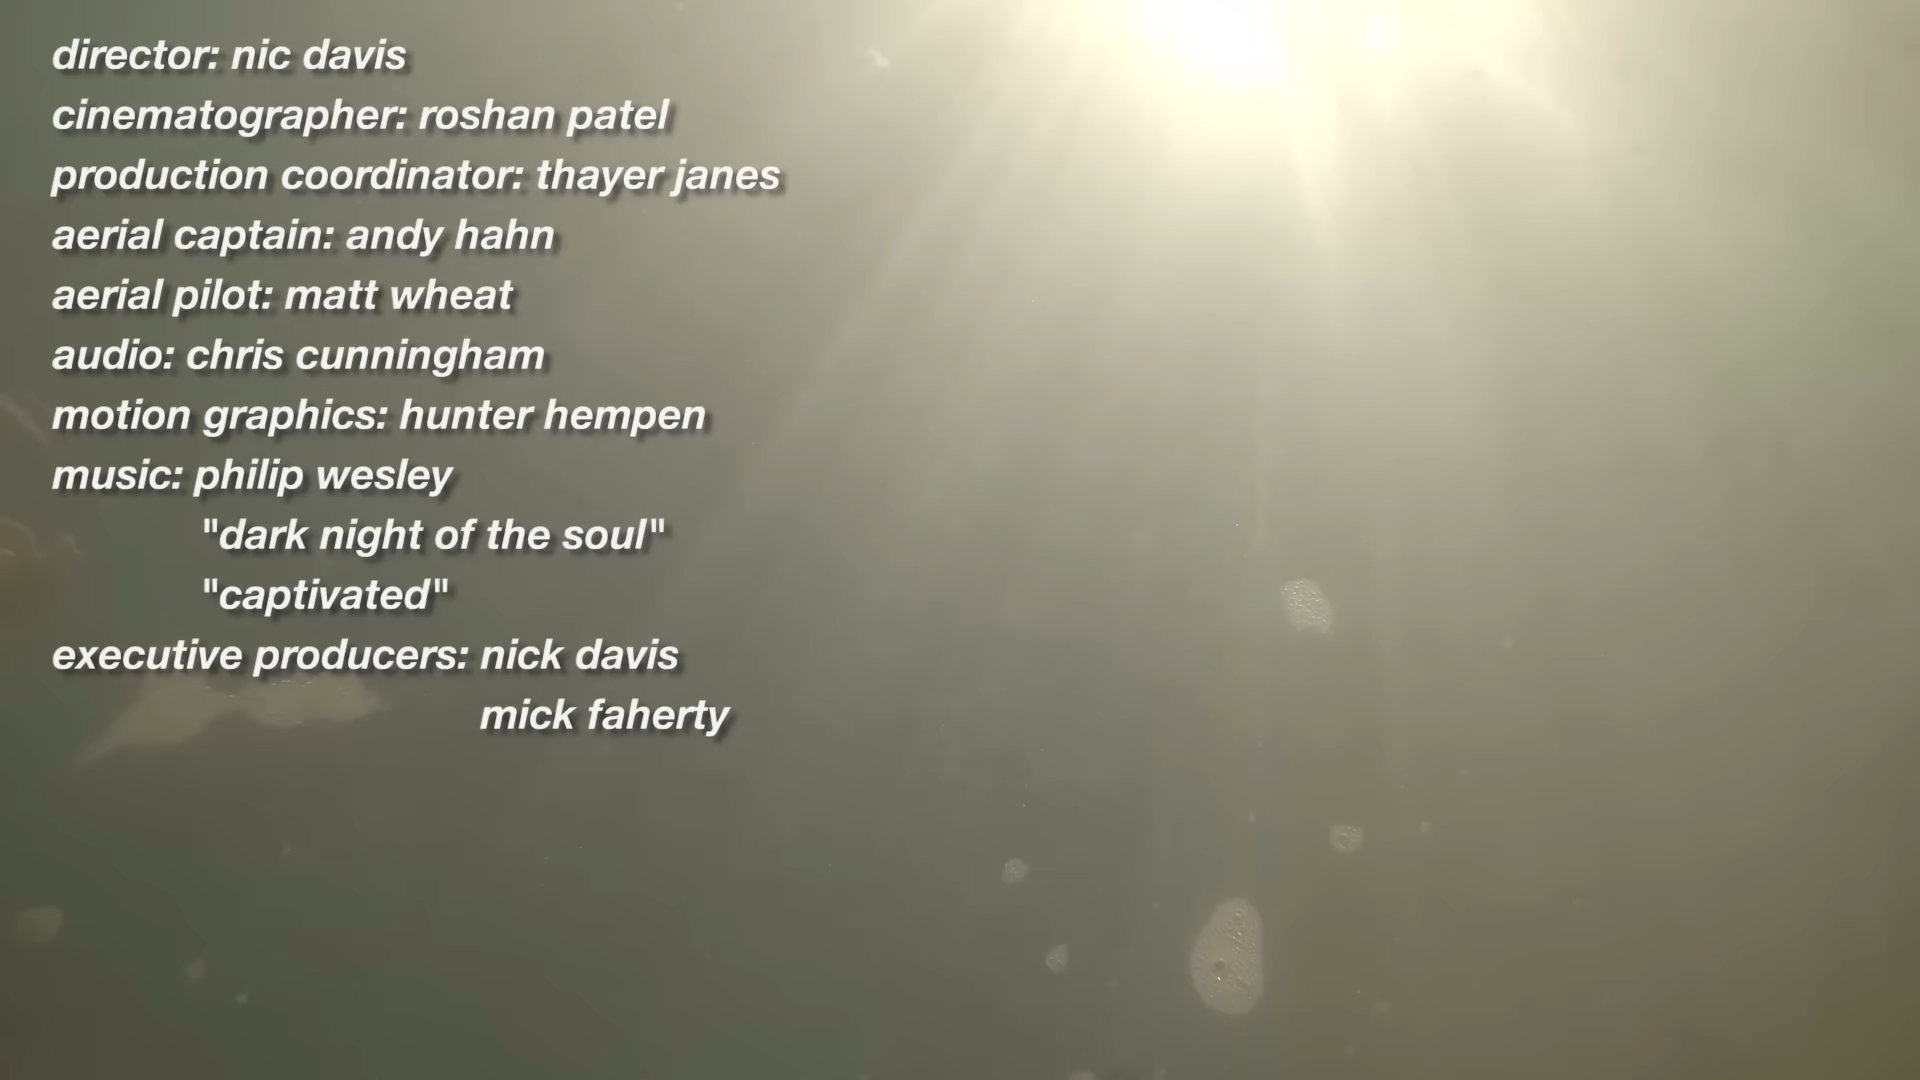 director: nic davis
cinematographer: roshan patel
production coordinator: thayer janes
aerial captain: andy hahn
aerial pilot: matt wheat
audio: chris cunningham
motion graphics: hunter hempen
music: philip wesley
"dark night of the soul"
"captivated"
executive producers: nick davis
mick faherty